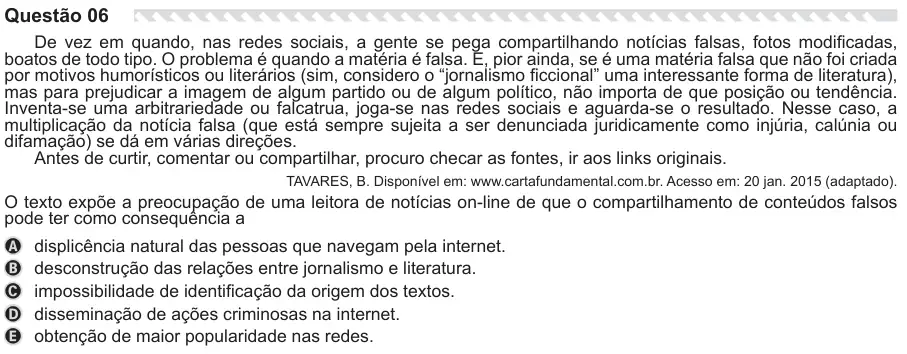 Questão 06
De vez em quando, nas redes sociais, a gente se pega compartilhando notícias falsas, fotos modificadas,
boatos de todo tipo. O problema é quando a matéria é falsa. E, pior ainda, se é uma matéria falsa que não foi criada
por motivos humorísticos ou literários (sim, considero o “jornalismo ficcional” uma interessante forma de literatura),
mas para prejudicar a imagem de algum partido ou de algum político, não importa de que posição ou tendência.
Inventa-se uma arbitrariedade ou falcatrua, joga-se nas redes sociais e aguarda-se o resultado. Nesse caso, a
multiplicação da notícia falsa (que está sempre sujeita a ser denunciada juridicamente como injúria, calúnia ou
difamação) se dá em várias direções.
Antes de curtir, comentar ou compartilhar, procuro checar as fontes, ir aos links originais.
TAVARES, B. Disponível em: www.cartafundamental.com.br. Acesso em: 20 jan. 2015 (adaptado).
O texto expõe a preocupação de uma leitora de notícias on-line de que o compartilhamento de conteúdos falsos
pode ter como consequência a
A displicência natural das pessoas que navegam pela internet.
B desconstrução das relações entre jornalismo e literatura.
C impossibilidade de identificação da origem dos textos.
D disseminação de ações criminosas na internet.
E obtenção de maior popularidade nas redes.